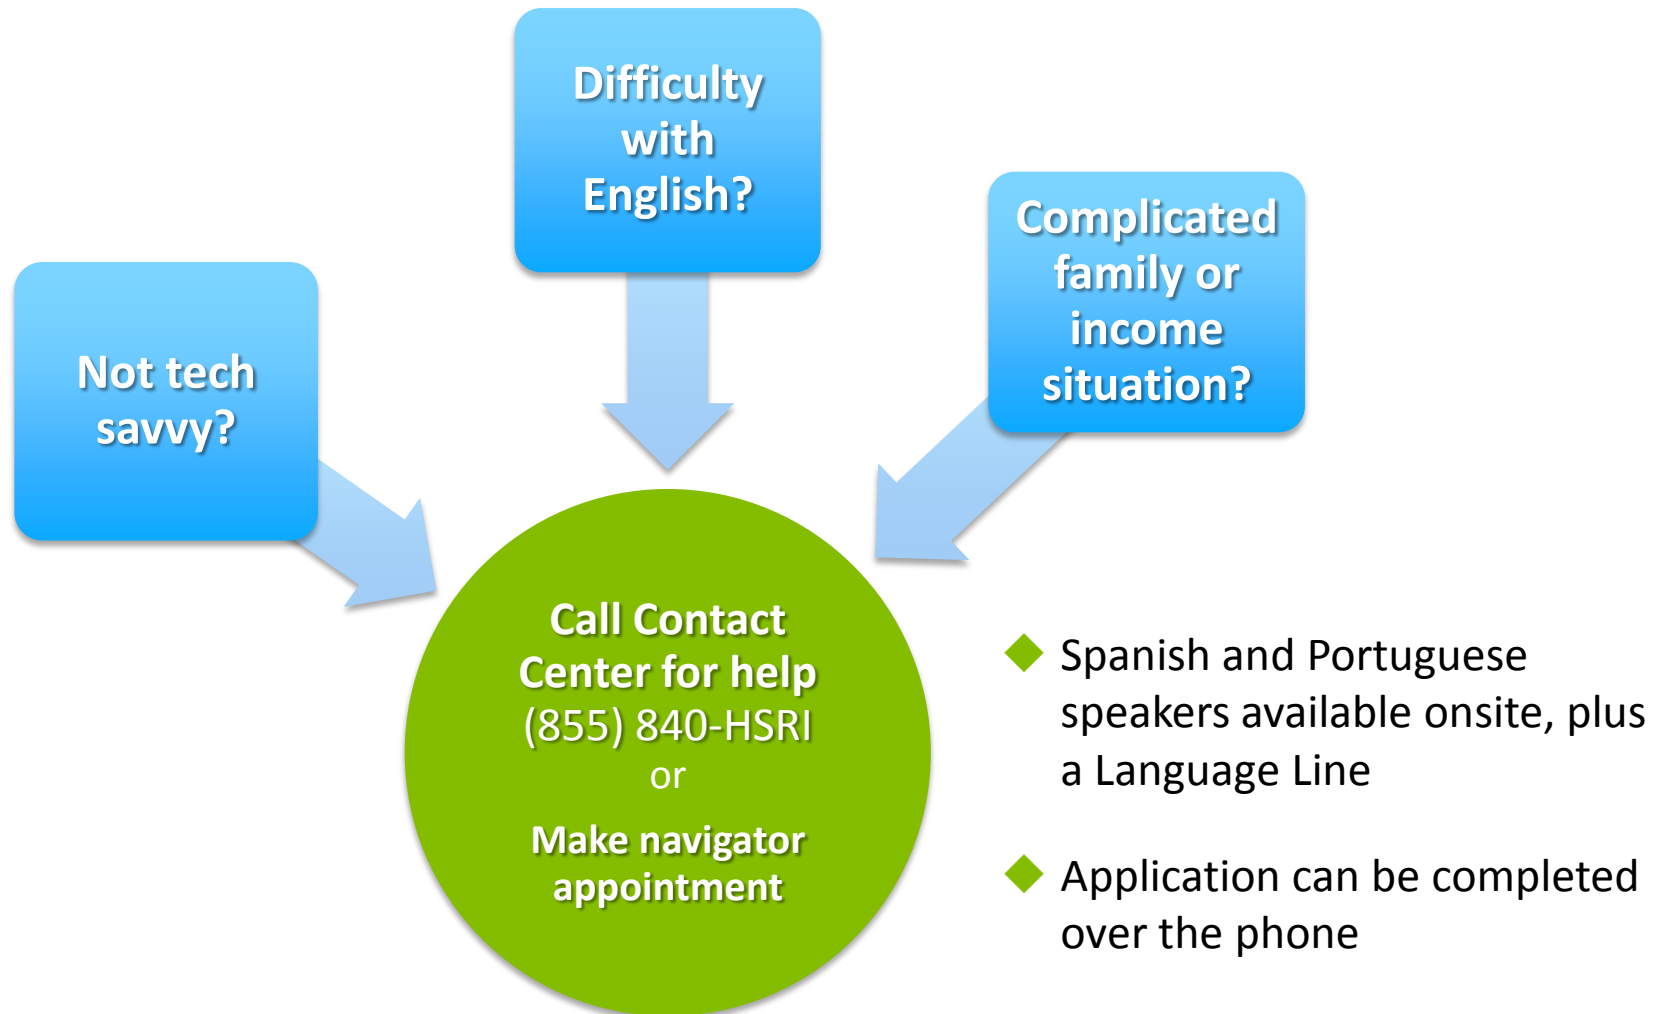 Difficulty
with
English?
Complicated
family or
income
situation?
Not tech
savvy?
Call Contact
Center for help
(855) 840-HSRI
or
Make navigator
appointment
Spanish and Portuguese
speakers available onsite, plus
a Language Line
Application can be completed
over the phone